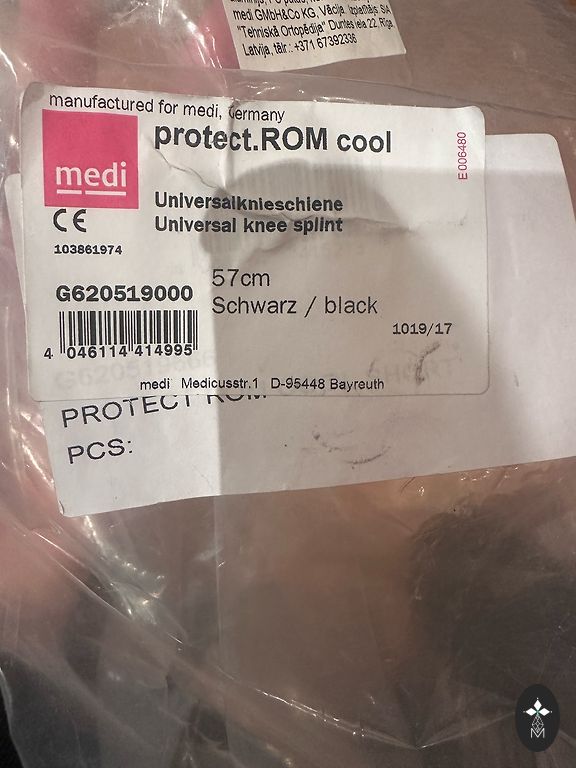 medi GMbH&Co KG, Vācija. Izplatītājs SIA
"Tehniskā Ortopēdija" Duntes iela 22, Rīga,
Latvija, tālr.: +371 67392336
manufactured for medi, Germany
protect.ROM cool
E006480
medi
Universalknieschiene
Universal knee splint
CE
103861974
57cm
G620519000
Schwarz / black
1019/17
4 046114 414995
medi Medicusstr.1 D-95448 Bayreuth
PROTECT ROM
PCS:
M